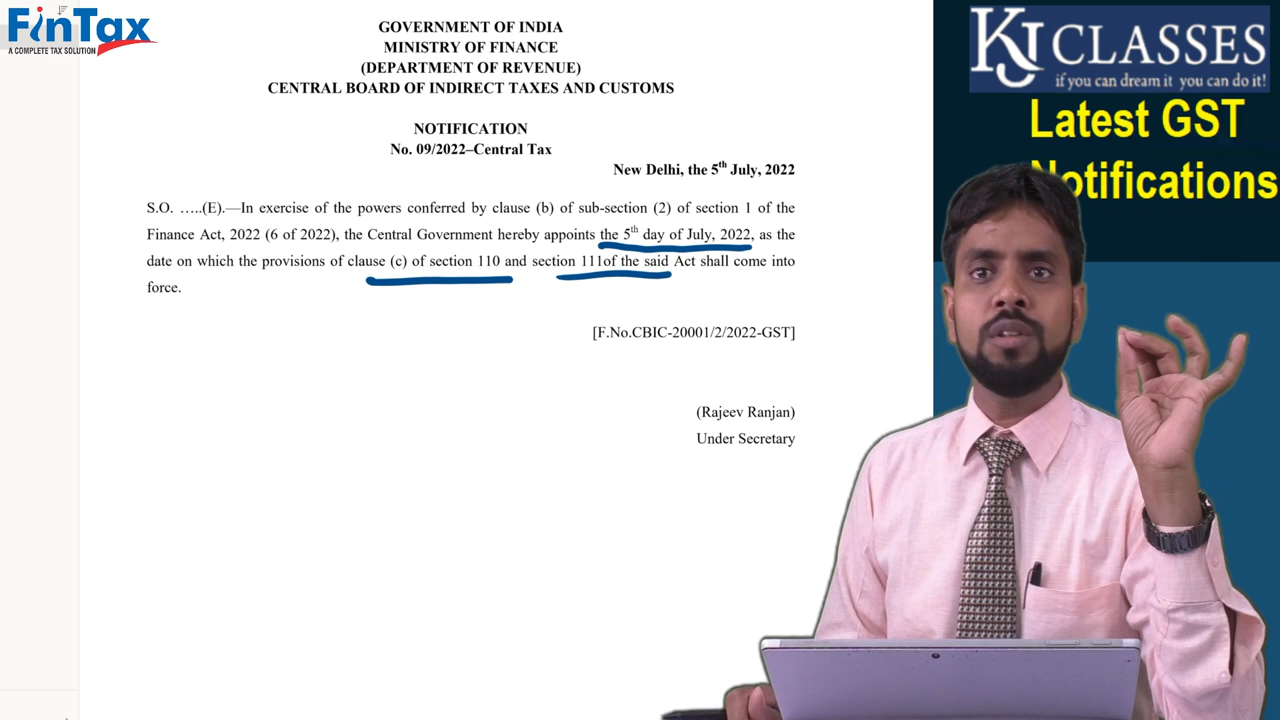 FinTax
A COMPLETE TAX SOLUTION
GOVERNMENT OF INDIA
MINISTRY OF FINANCE
(DEPARTMENT OF REVENUE)
CENTRAL BOARD OF INDIRECT TAXES AND CUSTOMS
NOTIFICATION
No. 09/2022–Central Tax
New Delhi, the 5th July, 2022
S.O. …..(E).—In exercise of the powers conferred by clause (b) of sub-section (2) of section 1 of the
Finance Act, 2022 (6 of 2022), the Central Government hereby appoints the 5th day of July, 2022, as the
date on which the provisions of clause (c) of section 110 and section 111of the said Act shall come into
force.
[F.No.CBIC-20001/2/2022-GST]
(Rajeev Ranjan)
Under Secretary
KJ CLASSES
if you can dream it you can do it!
Latest GST
Notifications